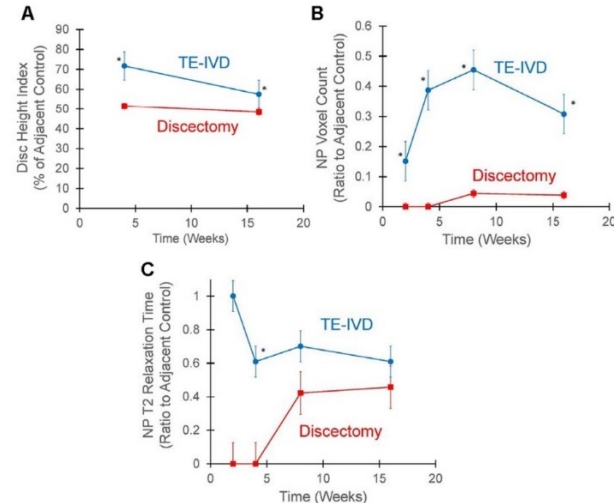 A
Disc Height Index
(% of Adjacent Control)
90
80
70
60
50
40
30
20
10
0
* TE-IVD *
Discectomy
0 5 10 15 20
Time (Weeks)
B
NP Voxel Count
(Ratio to Adjacent Control)
0.6
0.5
0.4
0.3
0.2
0.1
0
* * * *
TE-IVD
Discectomy
0 5 10 15 20
Time (Weeks)
C
NP T2 Relaxation Time
(Ratio to Adjacent Control)
1
0.8
0.6
0.4
0.2
0
TE-IVD
*
Discectomy
0 5 10 15 20
Time (Weeks)